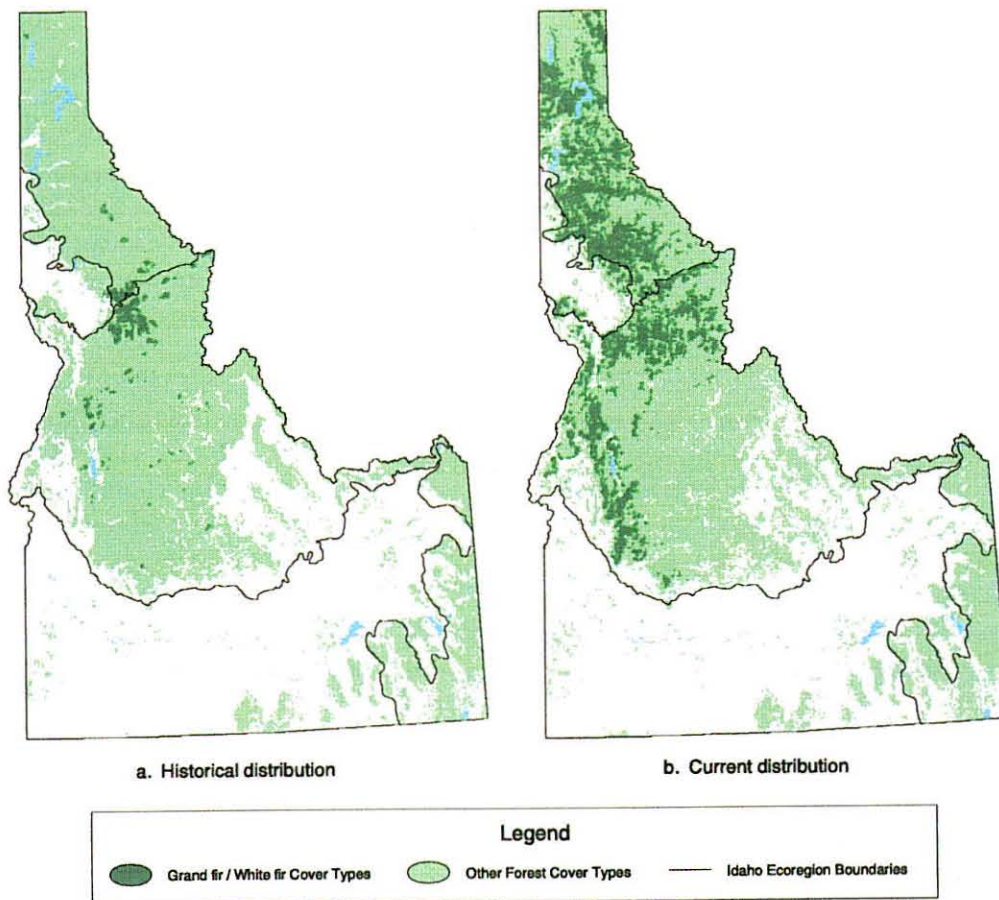 a. Historical distribution
b. Current distribution
Legend
Grand fir / White fir Cover Types
Other Forest Cover Types
Idaho Ecoregion Boundaries